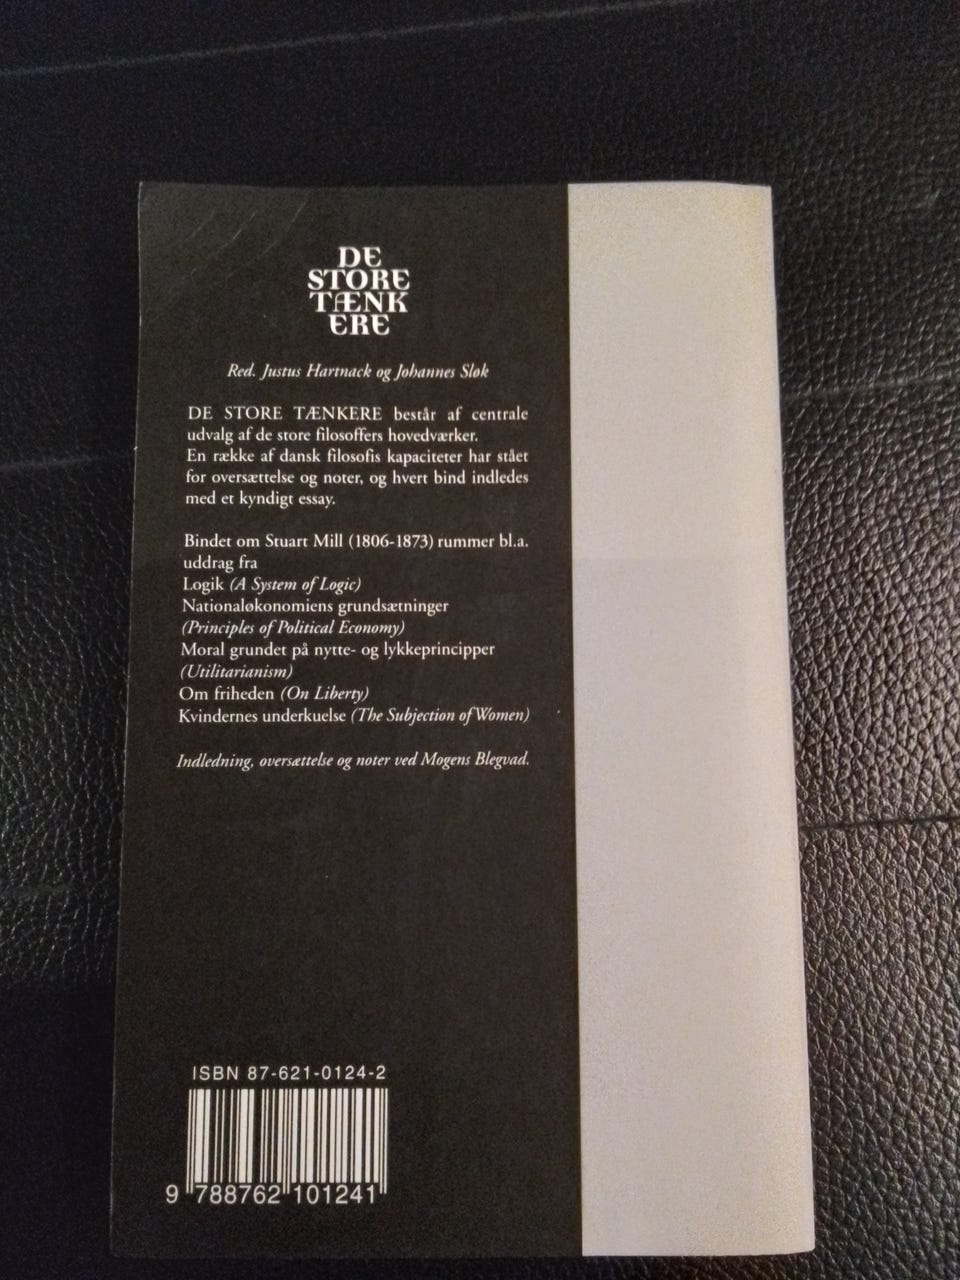 DE
STORE
TÆNK
ERE
Red. Justus Hartnack og Johannes Sløk
DE STORE TÆNKERE består af centrale
udvalg af de store filosoffers hovedværker.
En række af dansk filosofis kapaciteter har stået
for oversættelse og noter, og hvert bind indledes
med et kyndigt essay.
Bindet om Stuart Mill (1806-1873) rummer bl.a.
uddrag fra
Logik (A System of Logic)
Nationaløkonomiens grundsætninger
(Principles of Political Economy)
Moral grundet på nytte- og lykkeprincipper
(Utilitarianism)
Om friheden (On Liberty)
Kvindernes underkuelse (The Subjection of Women)
Indledning, oversættelse og noter ved Mogens Blegvad.
ISBN 87-621-0124-2
9 788762 101241